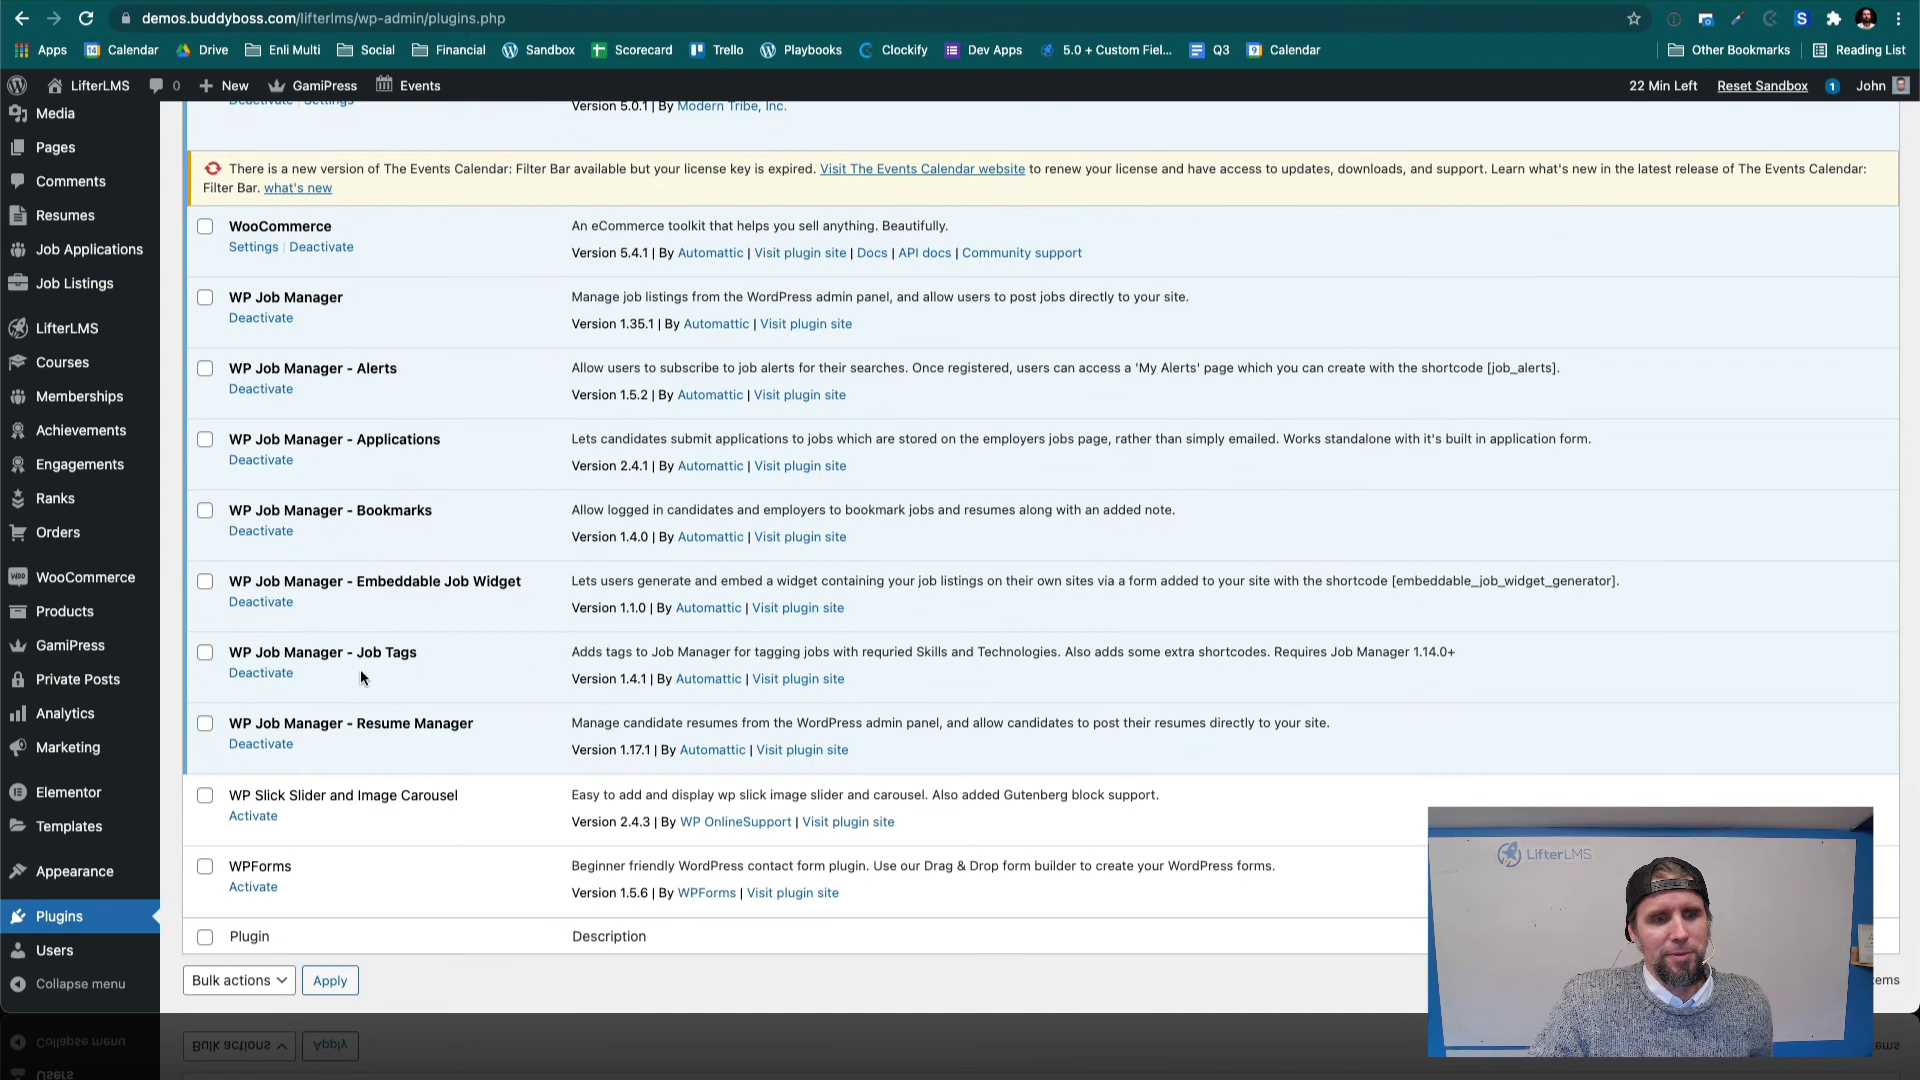 demos.buddyboss.com/lifterlms/wp-admin/plugins.php
Apps Calendar Drive Enli Multi Social Financial Sandbox Scorecard Trello Playbooks Clockify Dev Apps 5.0 + Custom Fiel... Q3 Calendar Other Bookmarks Reading List
LifterLMS 0 New GamiPress Events 22 Min Left Reset Sandbox 1 John
Media
Pages
Comments
Resumes
Job Applications
Job Listings
LifterLMS
Courses
Memberships
Achievements
Engagements
Ranks
Orders
WooCommerce
Products
GamiPress
Private Posts
Analytics
Marketing
Elementor
Templates
Appearance
Plugins
Users
Collapse menu
Deactivate | Settings
Version 5.0.1 | By Modern Tribe, Inc.
There is a new version of The Events Calendar: Filter Bar available but your license key is expired. Visit The Events Calendar website to renew your license and have access to updates, downloads, and support. Learn what's new in the latest release of The Events Calendar:
Filter Bar. what's new
WooCommerce
Settings | Deactivate
An eCommerce toolkit that helps you sell anything. Beautifully.
Version 5.4.1 | By Automattic | Visit plugin site | Docs | API docs | Community support
WP Job Manager
Deactivate
Manage job listings from the WordPress admin panel, and allow users to post jobs directly to your site.
Version 1.35.1 | By Automattic | Visit plugin site
WP Job Manager - Alerts
Deactivate
Allow users to subscribe to job alerts for their searches. Once registered, users can access a 'My Alerts' page which you can create with the shortcode [job_alerts].
Version 1.5.2 | By Automattic | Visit plugin site
WP Job Manager - Applications
Deactivate
Lets candidates submit applications to jobs which are stored on the employers jobs page, rather than simply emailed. Works standalone with it's built in application form.
Version 2.4.1 | By Automattic | Visit plugin site
WP Job Manager - Bookmarks
Deactivate
Allow logged in candidates and employers to bookmark jobs and resumes along with an added note.
Version 1.4.0 | By Automattic | Visit plugin site
WP Job Manager - Embeddable Job Widget
Deactivate
Lets users generate and embed a widget containing your job listings on their own sites via a form added to your site with the shortcode [embeddable_job_widget_generator].
Version 1.1.0 | By Automattic | Visit plugin site
WP Job Manager - Job Tags
Deactivate
Adds tags to Job Manager for tagging jobs with requried Skills and Technologies. Also adds some extra shortcodes. Requires Job Manager 1.14.0+
Version 1.4.1 | By Automattic | Visit plugin site
WP Job Manager - Resume Manager
Deactivate
Manage candidate resumes from the WordPress admin panel, and allow candidates to post their resumes directly to your site.
Version 1.17.1 | By Automattic | Visit plugin site
WP Slick Slider and Image Carousel
Activate
Easy to add and display wp slick image slider and carousel. Also added Gutenberg block support.
Version 2.4.3 | By WP OnlineSupport | Visit plugin site
WPForms
Activate
Beginner friendly WordPress contact form plugin. Use our Drag & Drop form builder to create your WordPress forms.
Version 1.5.6 | By WPForms | Visit plugin site
Plugin Description
Bulk actions Apply
ems
LifterLMS
Collapse menu
Bulk actions Apply
ems
Users